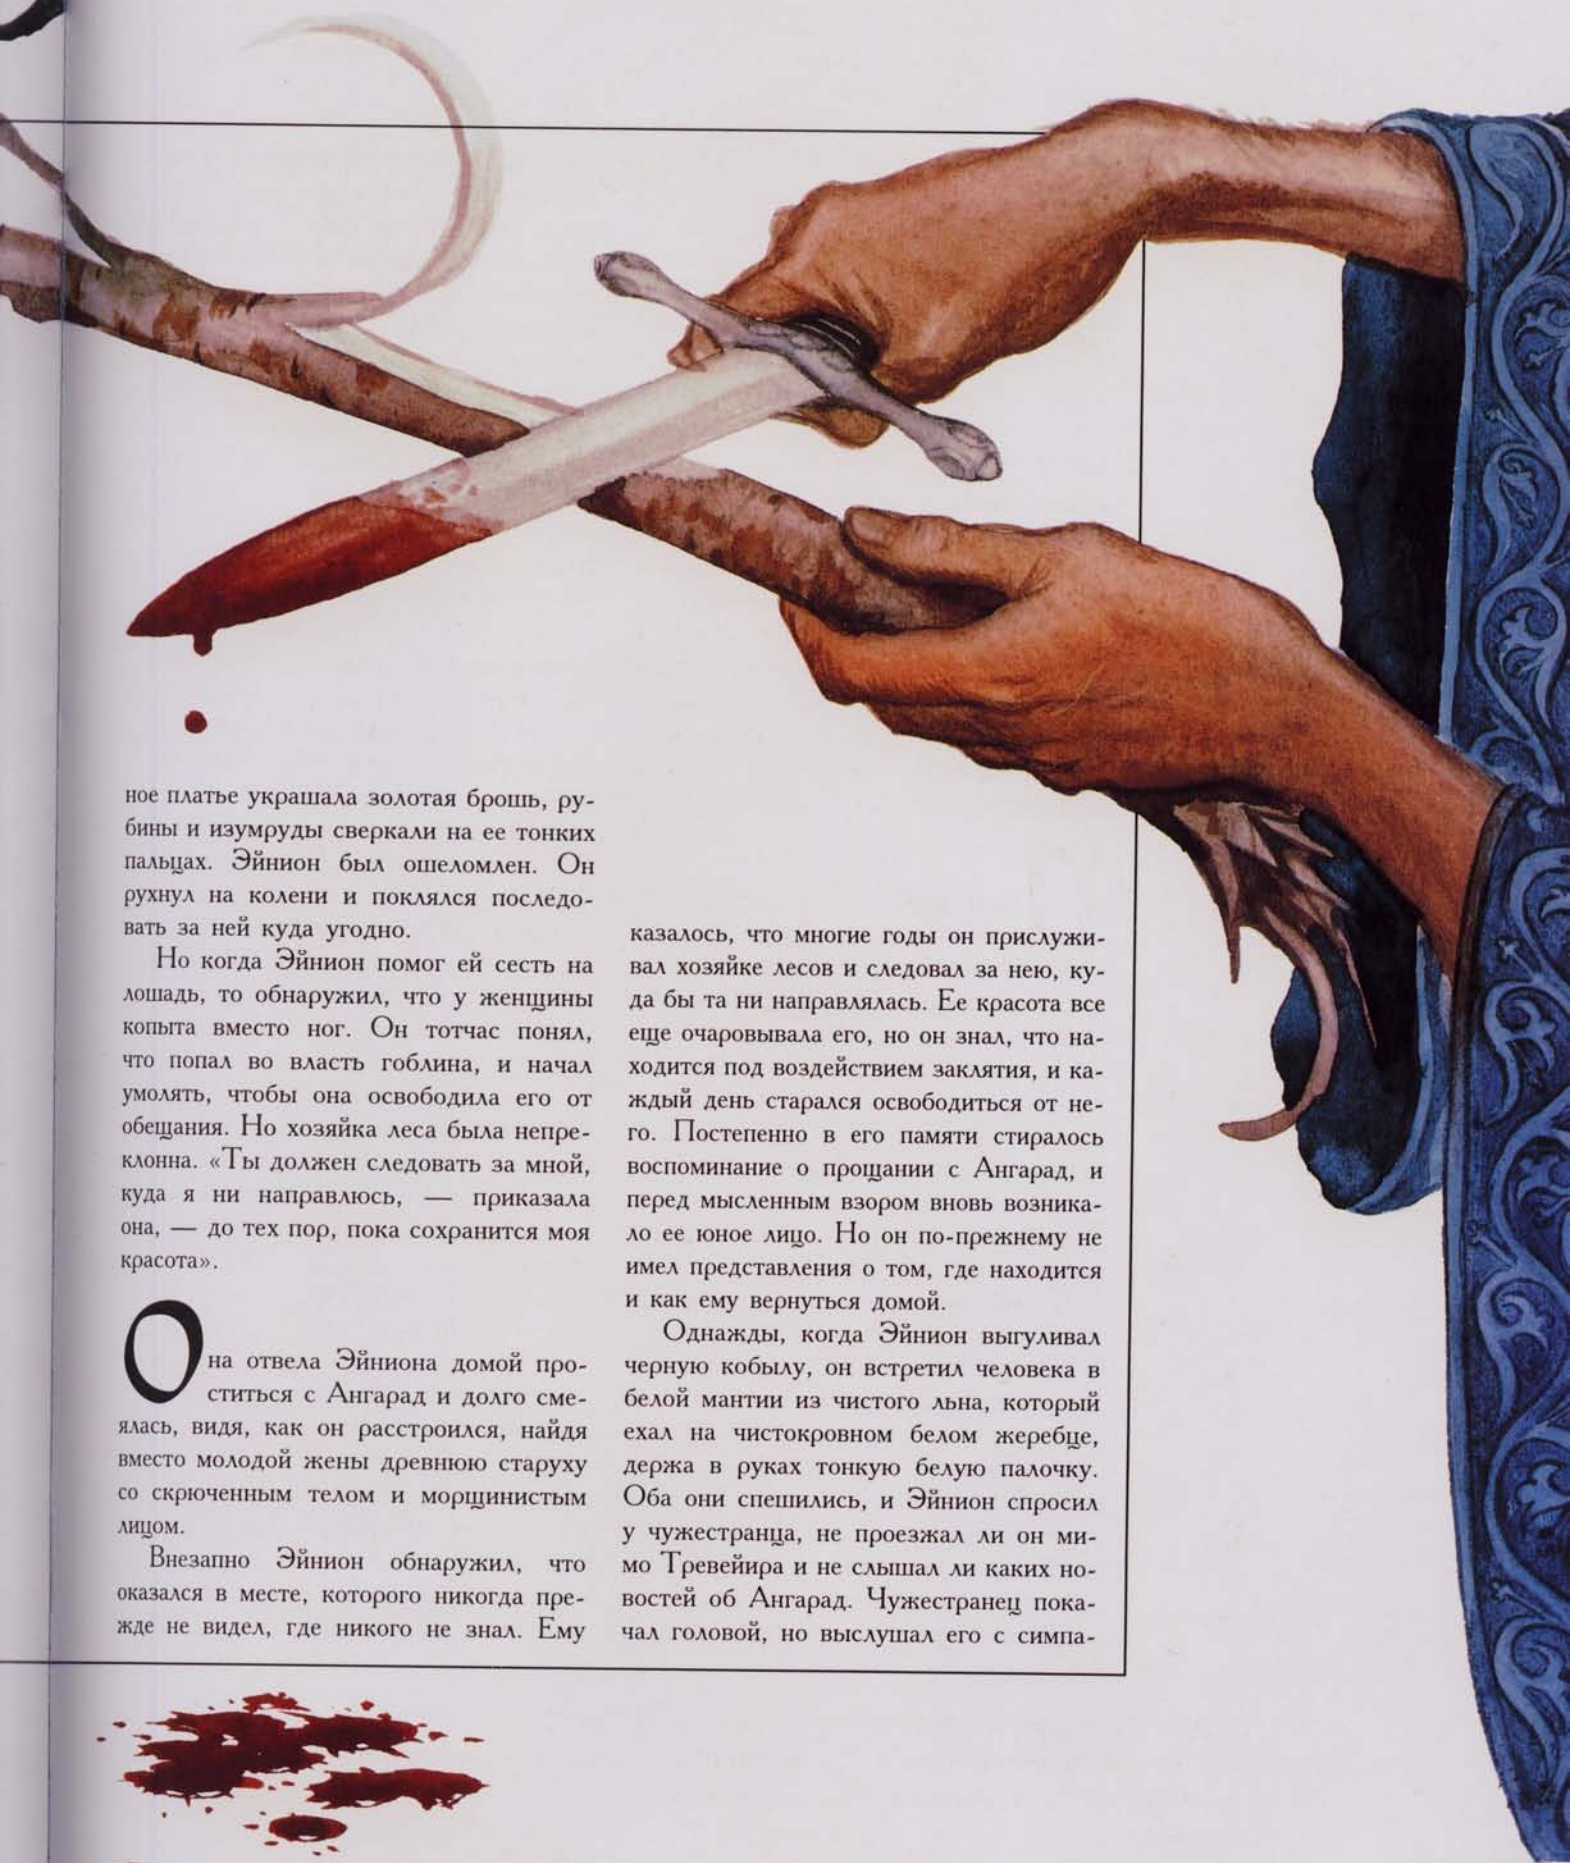 ное платье украшала золотая брошь, ру-
бины и изумруды сверкали на ее тонких
пальцах. Эйнион был ошеломлен. Он
рухнул на колени и поклялся последо-
вать за ней куда угодно.
Но когда Эйнион помог ей сесть на
лошадь, то обнаружил, что у женщины
копыта вместо ног. Он тотчас понял,
что попал во власть гоблина, и начал
умолять, чтобы она освободила его от
обещания. Но хозяйка леса была непре-
клонна. «Ты должен следовать за мной,
куда я ни направлюсь, — приказала
она, — до тех пор, пока сохранится моя
красота».
Она отвела Эйниона домой про-
ститься с Ангарад и долго сме-
ялась, видя, как он расстроился, найдя
вместо молодой жены древнюю старуху
со скрюченным телом и морщинистым
лицом.
Внезапно Эйнион обнаружил, что
оказался в месте, которого никогда пре-
жде не видел, где никого не знал. Ему
казалось, что многие годы он прислужи-
вал хозяйке лесов и следовал за нею, ку-
да бы та ни направлялась. Ее красота все
еще очаровывала его, но он знал, что на-
ходится под воздействием заклятия, и ка-
ждый день старался освободиться от не-
го. Постепенно в его памяти стиралось
воспоминание о прощании с Ангарад, и
перед мысленным взором вновь возника-
ло ее юное лицо. Но он по-прежнему не
имел представления о том, где находится
и как ему вернуться домой.
Однажды, когда Эйнион выгуливал
черную кобылу, он встретил человека в
белой мантии из чистого льна, который
ехал на чистокровном белом жеребце,
держа в руках тонкую белую палочку.
Оба они спешились, и Эйнион спросил
у чужестранца, не проезжал ли он ми-
мо Тревейира и не слышал ли каких но-
востей об Ангарад. Чужестранец пока-
чал головой, но выслушал его с симпа-